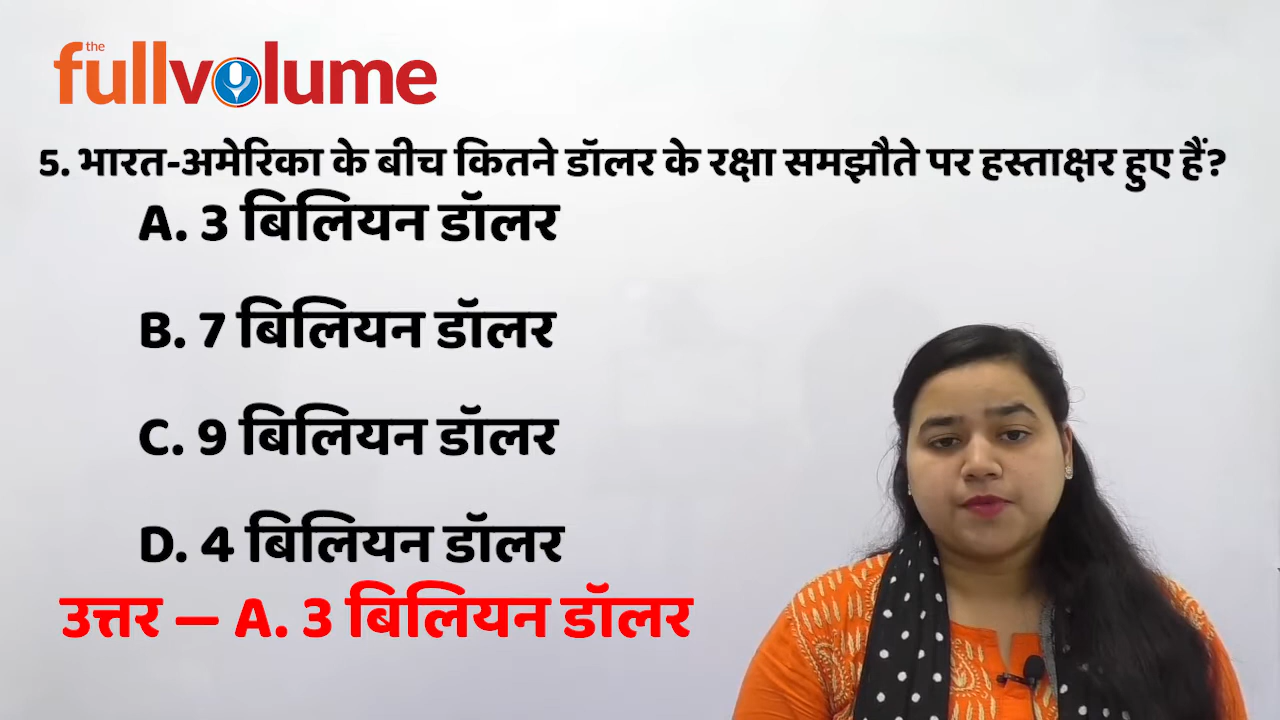 the
fullvolume
5. भारत-अमेरिका के बीच कितने डॉलर के रक्षा समझौते पर हस्ताक्षर हुए हैं?
A. 3 बिलियन डॉलर
B. 7 बिलियन डॉलर
C. 9 बिलियन डॉलर
D. 4 बिलियन डॉलर
उत्तर — A. 3 बिलियन डॉलर